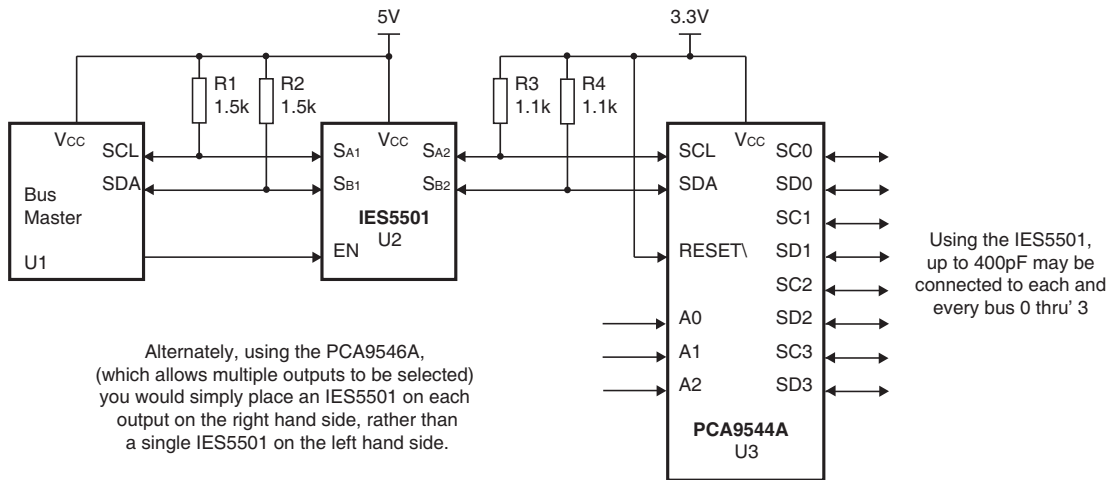 5V
3.3V
R1
1.5k
R2
1.5k
R3
1.1k
R4
1.1k
Vcc
SCL
SDA
Bus
Master
U1
Vcc
SA1
SA2
SB1
SB2
IES5501
U2
EN
Vcc
SCL
SDA
RESET\
A0
A1
A2
SC0
SD0
SC1
SD1
SC2
SD2
SC3
SD3
PCA9544A
U3
Using the IES5501,
up to 400pF may be
connected to each and
every bus 0 thru' 3
Alternately, using the PCA9546A,
(which allows multiple outputs to be selected)
you would simply place an IES5501 on each
output on the right hand side, rather than
a single IES5501 on the left hand side.